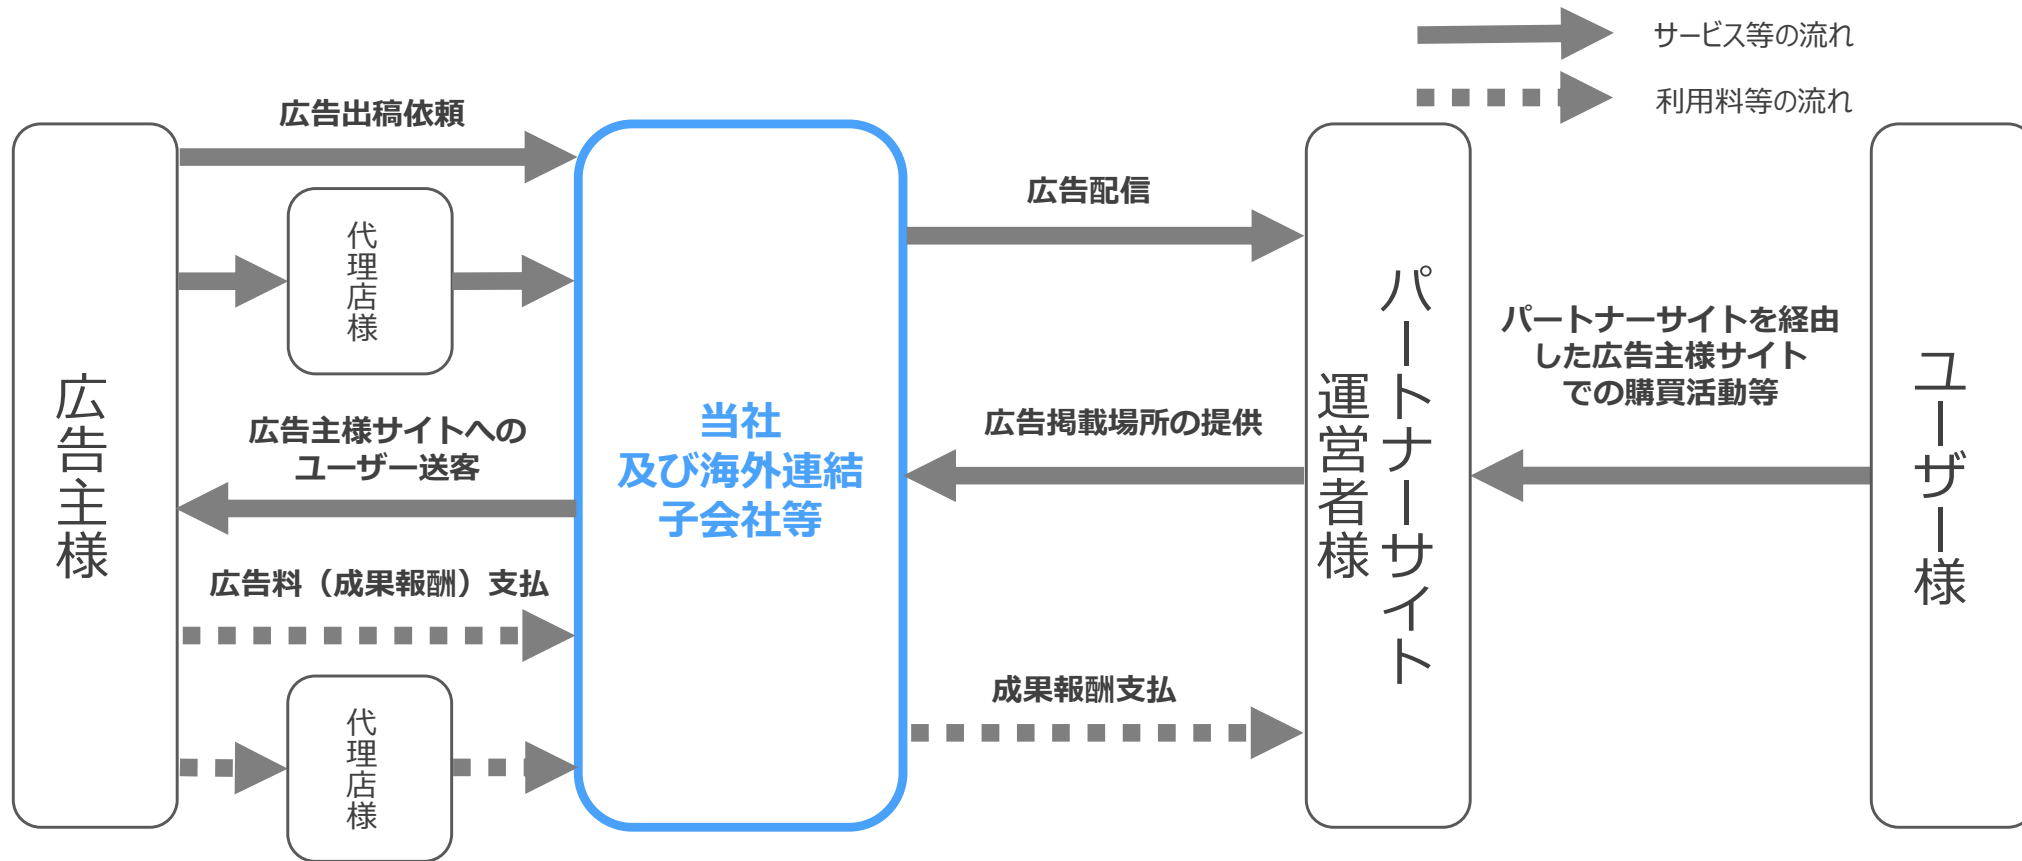 サービス等の流れ
利用料等の流れ
広告主様
広告出稿依頼
代理店様
広告主様サイトへの
ユーザー送客
広告料（成果報酬）支払
代理店様
当社
及び海外連結
子会社等
広告配信
広告掲載場所の提供
成果報酬支払
パートナーサイト
運営者様
パートナーサイトを経由
した広告主様サイト
での購買活動等
ユーザー様